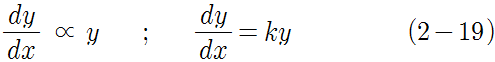 dy/dx ∝ y ; dy/dx = ky (2−19)